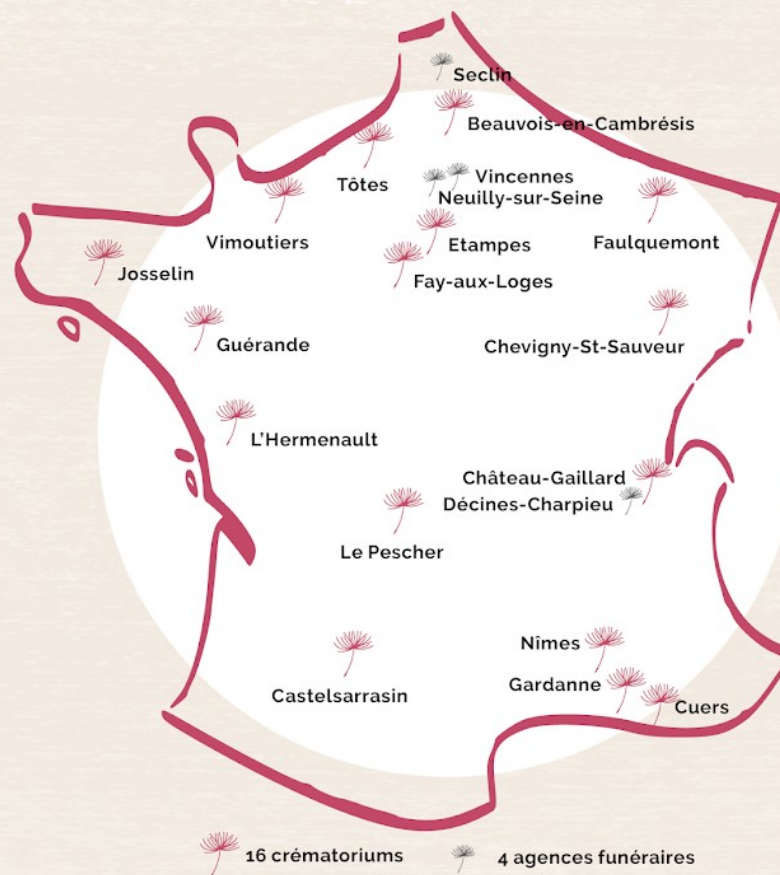 Seclin
Beauvois-en-Cambrésis
Tôtes
Vincennes
Neuilly-sur-Seine
Vimoutiers
Etampes
Faulquemont
Josselin
Fay-aux-Loges
Guérande
Chevigny-St-Sauveur
L'Hermenault
Château-Gaillard
Décines-Charpieu
Le Pescher
Nîmes
Gardanne
Castelsarrasin
Cuers
16 crématoriums
4 agences funéraires